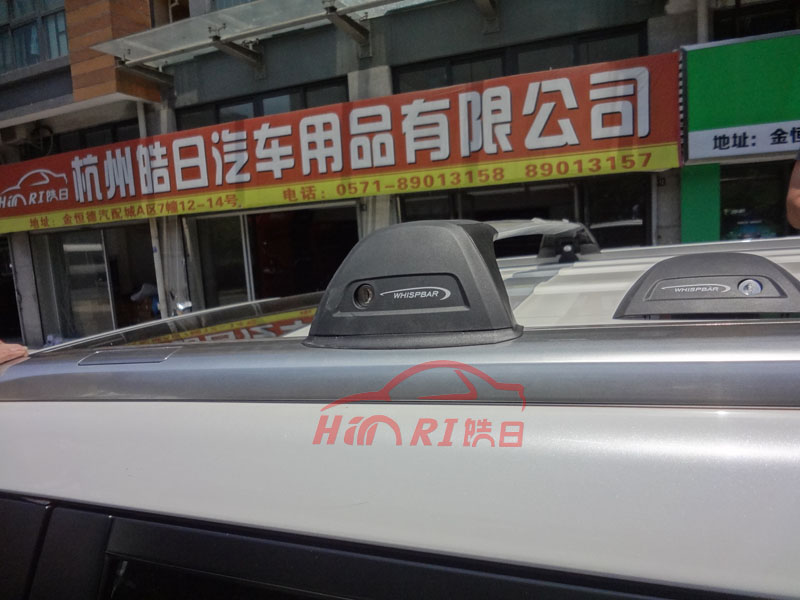 杭州皓日汽车用品有限公司
HinRI皓日
电话：0571-89013158 89013157
地址：金恒德汽配城A区7幢12-14号
地址：金恒
WHISPBAR
WHISPBAR
HinRI皓日